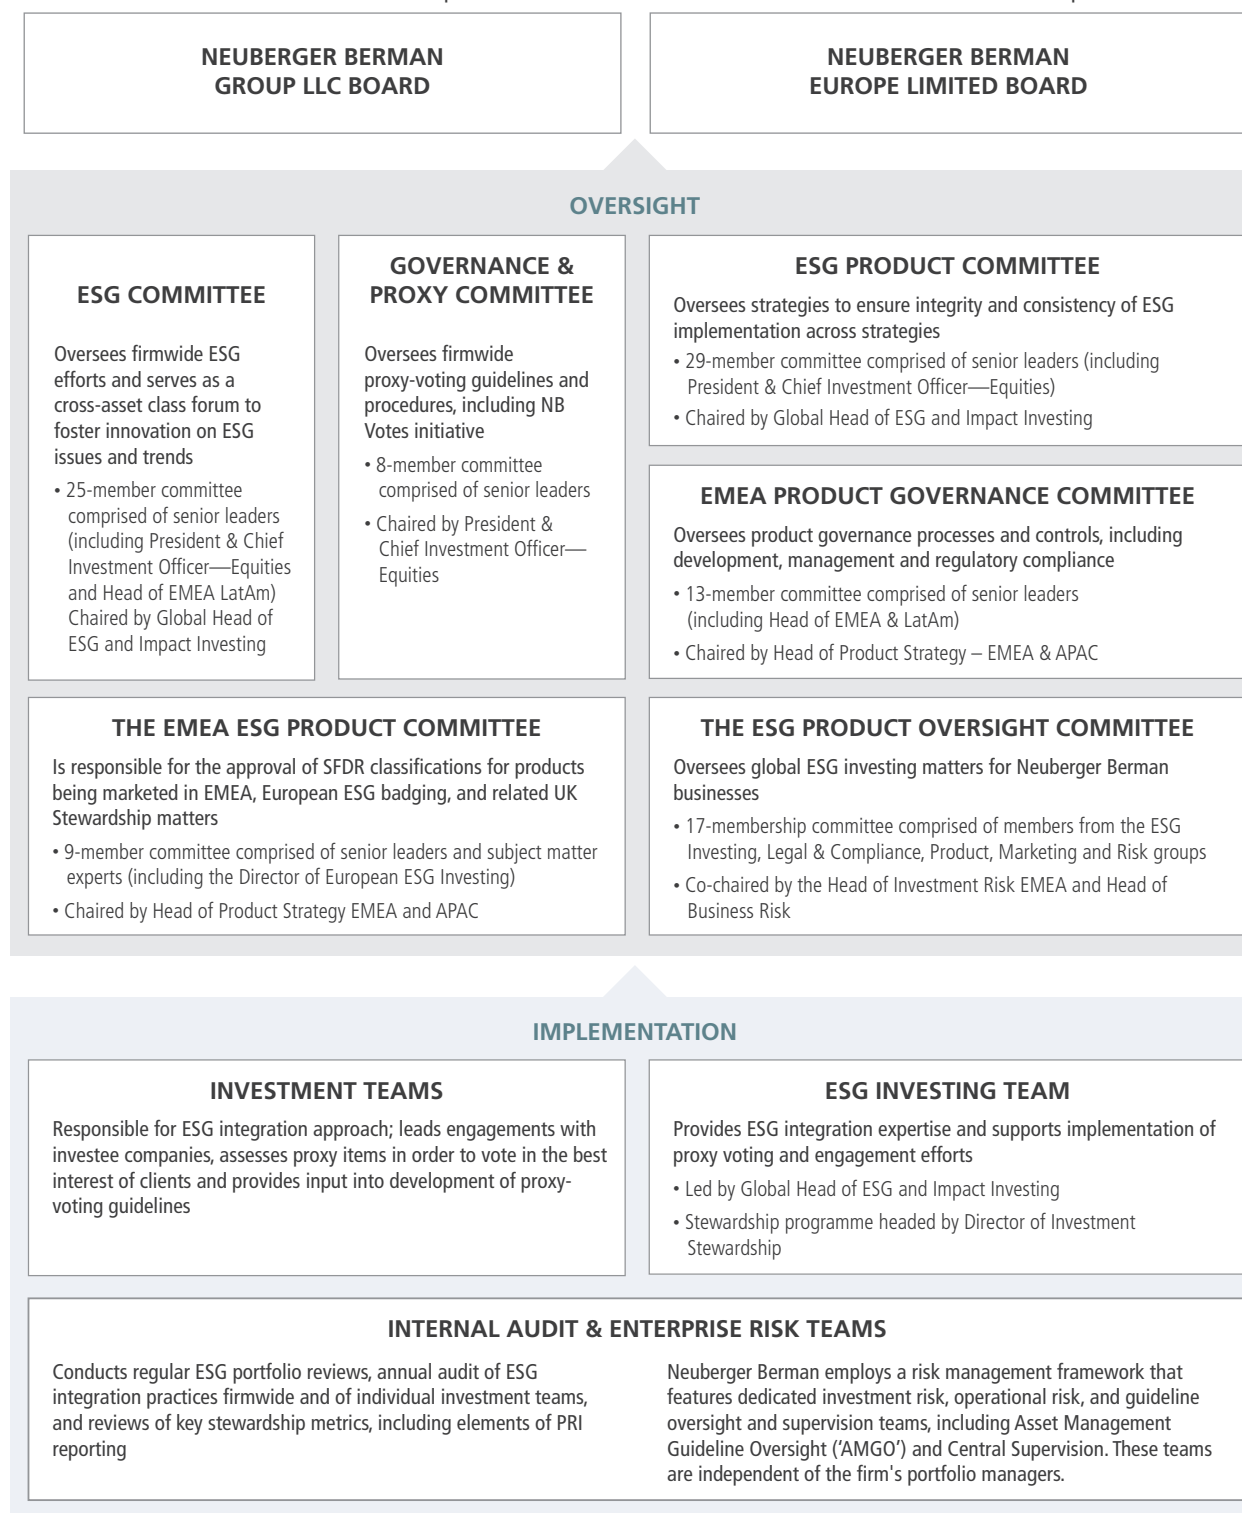 NEUBERGER BERMAN
GROUP LLC BOARD
NEUBERGER BERMAN
EUROPE LIMITED BOARD
OVERSIGHT
ESG COMMITTEE
Oversees firmwide ESG
efforts and serves as a
cross-asset class forum to
foster innovation on ESG
issues and trends
• 25-member committee
comprised of senior leaders
(including President & Chief
Investment Officer—Equities
and Head of EMEA LatAm)
Chaired by Global Head of
ESG and Impact Investing
GOVERNANCE &
PROXY COMMITTEE
Oversees firmwide
proxy-voting guidelines and
procedures, including NB
Votes initiative
• 8-member committee
comprised of senior leaders
• Chaired by President &
Chief Investment Officer—
Equities
ESG PRODUCT COMMITTEE
Oversees strategies to ensure integrity and consistency of ESG
implementation across strategies
• 29-member committee comprised of senior leaders (including
President & Chief Investment Officer—Equities)
• Chaired by Global Head of ESG and Impact Investing
EMEA PRODUCT GOVERNANCE COMMITTEE
Oversees product governance processes and controls, including
development, management and regulatory compliance
• 13-member committee comprised of senior leaders
(including Head of EMEA & LatAm)
• Chaired by Head of Product Strategy – EMEA & APAC
THE EMEA ESG PRODUCT COMMITTEE
Is responsible for the approval of SFDR classifications for products
being marketed in EMEA, European ESG badging, and related UK
Stewardship matters
• 9-member committee comprised of senior leaders and subject matter
experts (including the Director of European ESG Investing)
• Chaired by Head of Product Strategy EMEA and APAC
THE ESG PRODUCT OVERSIGHT COMMITTEE
Oversees global ESG investing matters for Neuberger Berman
businesses
• 17-membership committee comprised of members from the ESG
Investing, Legal & Compliance, Product, Marketing and Risk groups
• Co-chaired by the Head of Investment Risk EMEA and Head of
Business Risk
IMPLEMENTATION
INVESTMENT TEAMS
Responsible for ESG integration approach; leads engagements with
investee companies, assesses proxy items in order to vote in the best
interest of clients and provides input into development of proxy-
voting guidelines
ESG INVESTING TEAM
Provides ESG integration expertise and supports implementation of
proxy voting and engagement efforts
• Led by Global Head of ESG and Impact Investing
• Stewardship programme headed by Director of Investment
Stewardship
INTERNAL AUDIT & ENTERPRISE RISK TEAMS
Conducts regular ESG portfolio reviews, annual audit of ESG
integration practices firmwide and of individual investment teams,
and reviews of key stewardship metrics, including elements of PRI
reporting
Neuberger Berman employs a risk management framework that
features dedicated investment risk, operational risk, and guideline
oversight and supervision teams, including Asset Management
Guideline Oversight ('AMGO') and Central Supervision. These teams
are independent of the firm's portfolio managers.